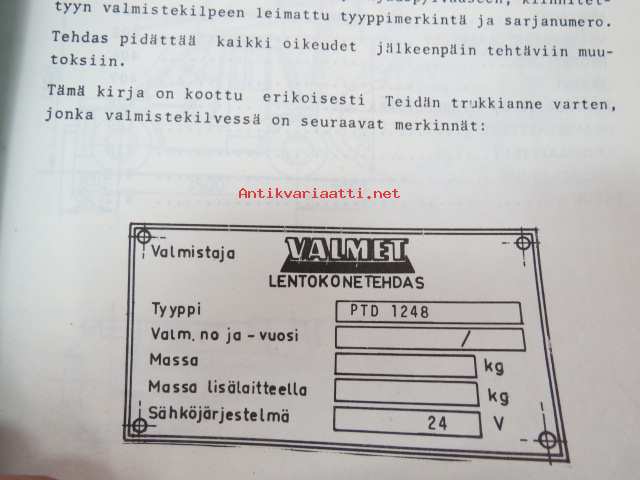 tyyn valmistekilpeen leimattu tyyppimerkintä ja sarjanumero.
Tehdas pidättää kaikki oikeudet jälkeenpäin tehtäviin muu-
toksiin.
Tämä kirja on koottu erikoisesti Teidän trukkianne varten,
jonka valmistekilvessä on seuraavat merkinnät:
Antikvariaatti.net
Valmistaja VALMET
LENTOKONETEHDAS
Tyyppi PTD 1248
Valm. no ja - vuosi /
Massa kg
Massa lisälaitteella kg
Sähköjärjestelmä 24 V